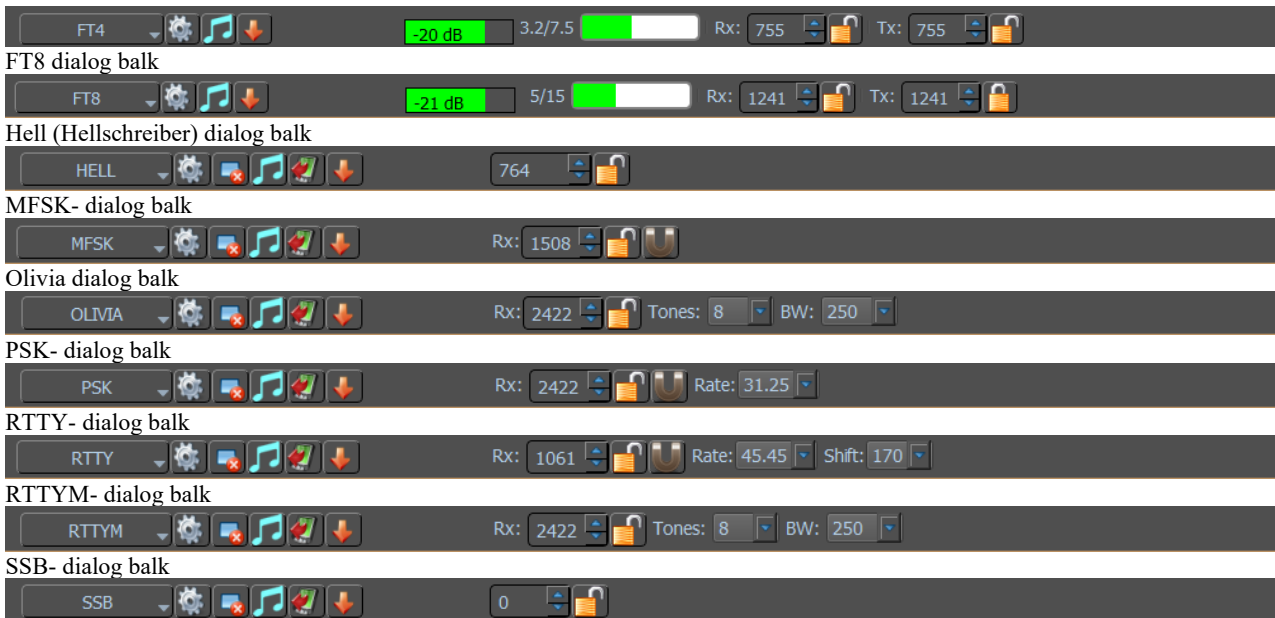 FT4 -20 dB 3.2/7.5 Rx: 755 Tx: 755
FT8 dialog balk
FT8 -21 dB 5/15 Rx: 1241 Tx: 1241
Hell (Hellschreiber) dialog balk
HELL 764
MFSK- dialog balk
MFSK Rx: 1508
Olivia dialog balk
OLIVIA Rx: 2422 Tones: 8 BW: 250
PSK- dialog balk
PSK Rx: 2422 Rate: 31.25
RTTY- dialog balk
RTTY Rx: 1061 Rate: 45.45 Shift: 170
RTTYM- dialog balk
RTTYM Rx: 2422 Tones: 8 BW: 250
SSB- dialog balk
SSB 0